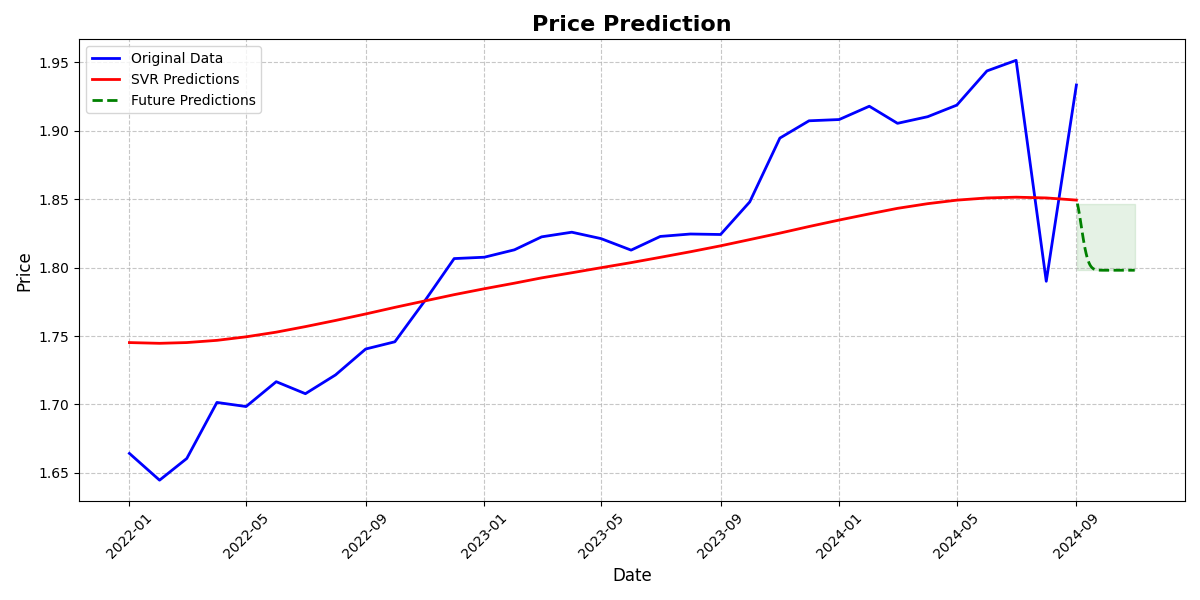 Price Prediction
Original Data
SVR Predictions
Future Predictions
Price
1.95
1.90
1.85
1.80
1.75
1.70
1.65
2022-01
2022-05
2022-09
2023-01
2023-05
2023-09
2024-01
2024-05
2024-09
Date